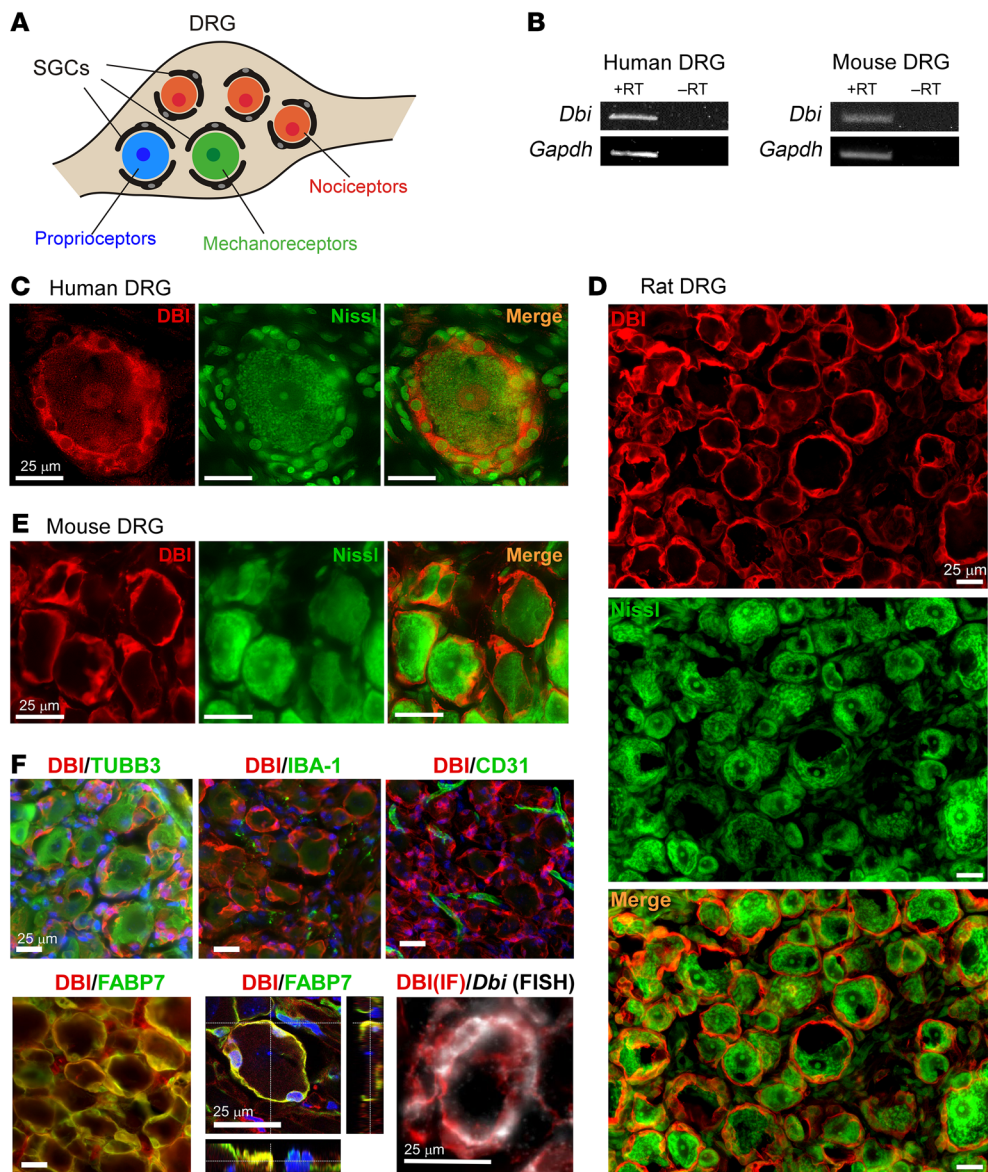 A
DRG
SGCs
Nociceptors
Proprioceptors
Mechanoreceptors
B
Human DRG
+RT –RT
Dbi
Gapdh
Mouse DRG
+RT –RT
Dbi
Gapdh
C Human DRG
DBI
Nissl
Merge
25 μm
D Rat DRG
DBI
25 μm
Nissl
Merge
E Mouse DRG
DBI
Nissl
Merge
25 μm
F
DBI/TUBB3
25 μm
DBI/IBA-1
DBI/CD31
DBI/FABP7
DBI/FABP7
25 μm
DBI(IF)/Dbi (FISH)
25 μm